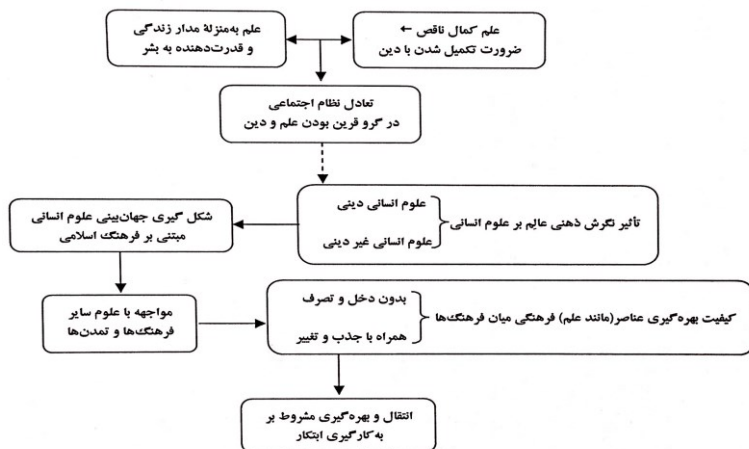 علم کمال ناقص ←
ضرورت تکمیل شدن با دین
علم به‌منزلهٔ مدار زندگی
و قدرت‌دهنده به بشر
تعادل نظام اجتماعی
در گرو قرین بودن علم و دین
تأثیر نگرش ذهنی عالِم بر علوم انسانی
علوم انسانی دینی
علوم انسانی غیر دینی
شکل گیری جهان‌بینی علوم انسانی
مبتنی بر فرهنگ اسلامی
مواجهه با علوم سایر
فرهنگ‌ها و تمدن‌ها
کیفیت بهره‌گیری عناصر(مانند علم) فرهنگی میان فرهنگ‌ها
بدون دخل و تصرف
همراه با جذب و تغییر
انتقال و بهره‌گیری مشروط بر
به‌کارگیری ابتکار